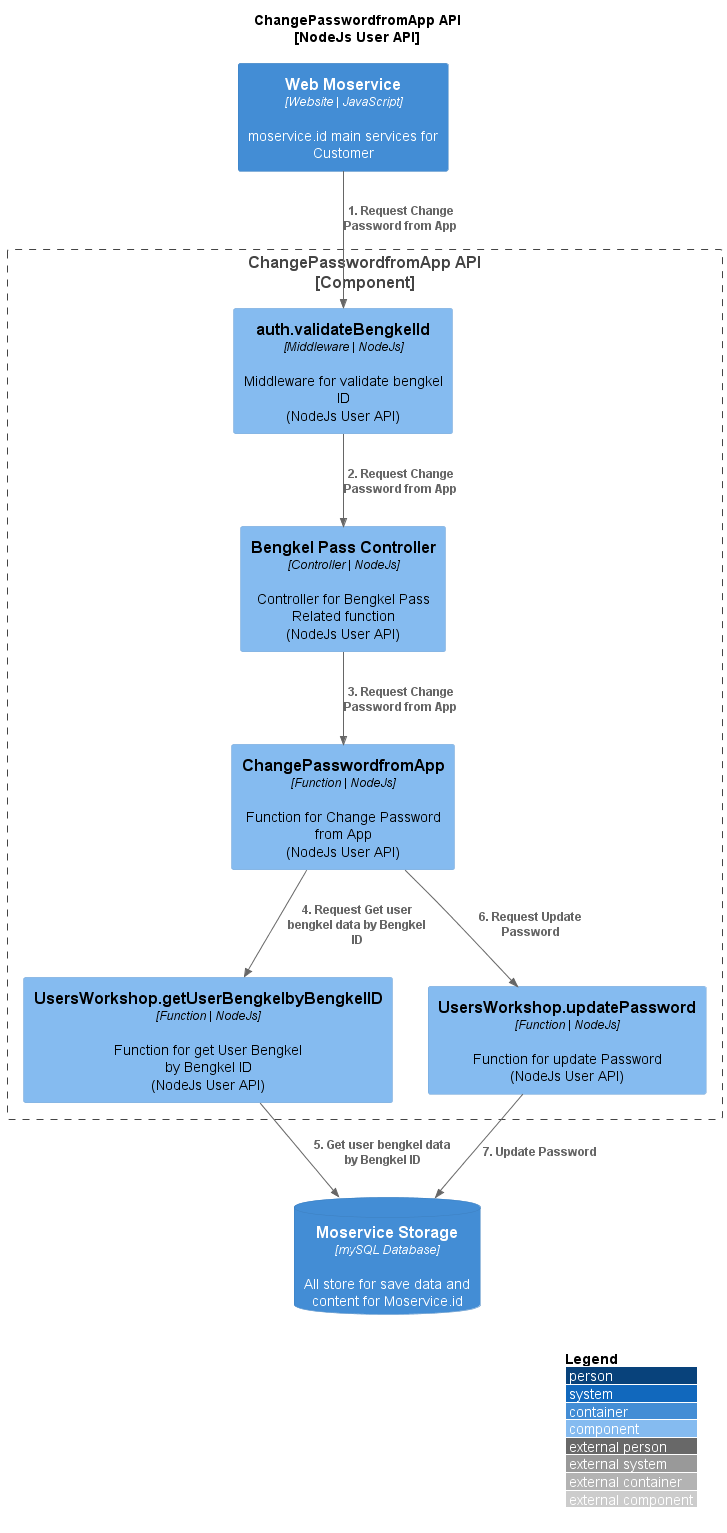 ChangePasswordfromApp API
[NodeJs User API]
Web Moservice
[Website | JavaScript]
moservice.id main services for
Customer
1. Request Change
Password from App
ChangePasswordfromApp API
[Component]
auth.validateBengkelId
[Middleware | NodeJs]
Middleware for validate bengkel
ID
(NodeJs User API)
2. Request Change
Password from App
Bengkel Pass Controller
[Controller | NodeJs]
Controller for Bengkel Pass
Related function
(NodeJs User API)
3. Request Change
Password from App
ChangePasswordfromApp
[Function | NodeJs]
Function for Change Password
from App
(NodeJs User API)
4. Request Get user
bengkel data by Bengkel
ID
6. Request Update
Password
UsersWorkshop.getUserBengkelbyBengkelID
[Function | NodeJs]
Function for get User Bengkel
by Bengkel ID
(NodeJs User API)
UsersWorkshop.updatePassword
[Function | NodeJs]
Function for update Password
(NodeJs User API)
5. Get user bengkel data
by Bengkel ID
7. Update Password
Moservice Storage
[mySQL Database]
All store for save data and
content for Moservice.id
Legend
person
system
container
component
external person
external system
external container
external component